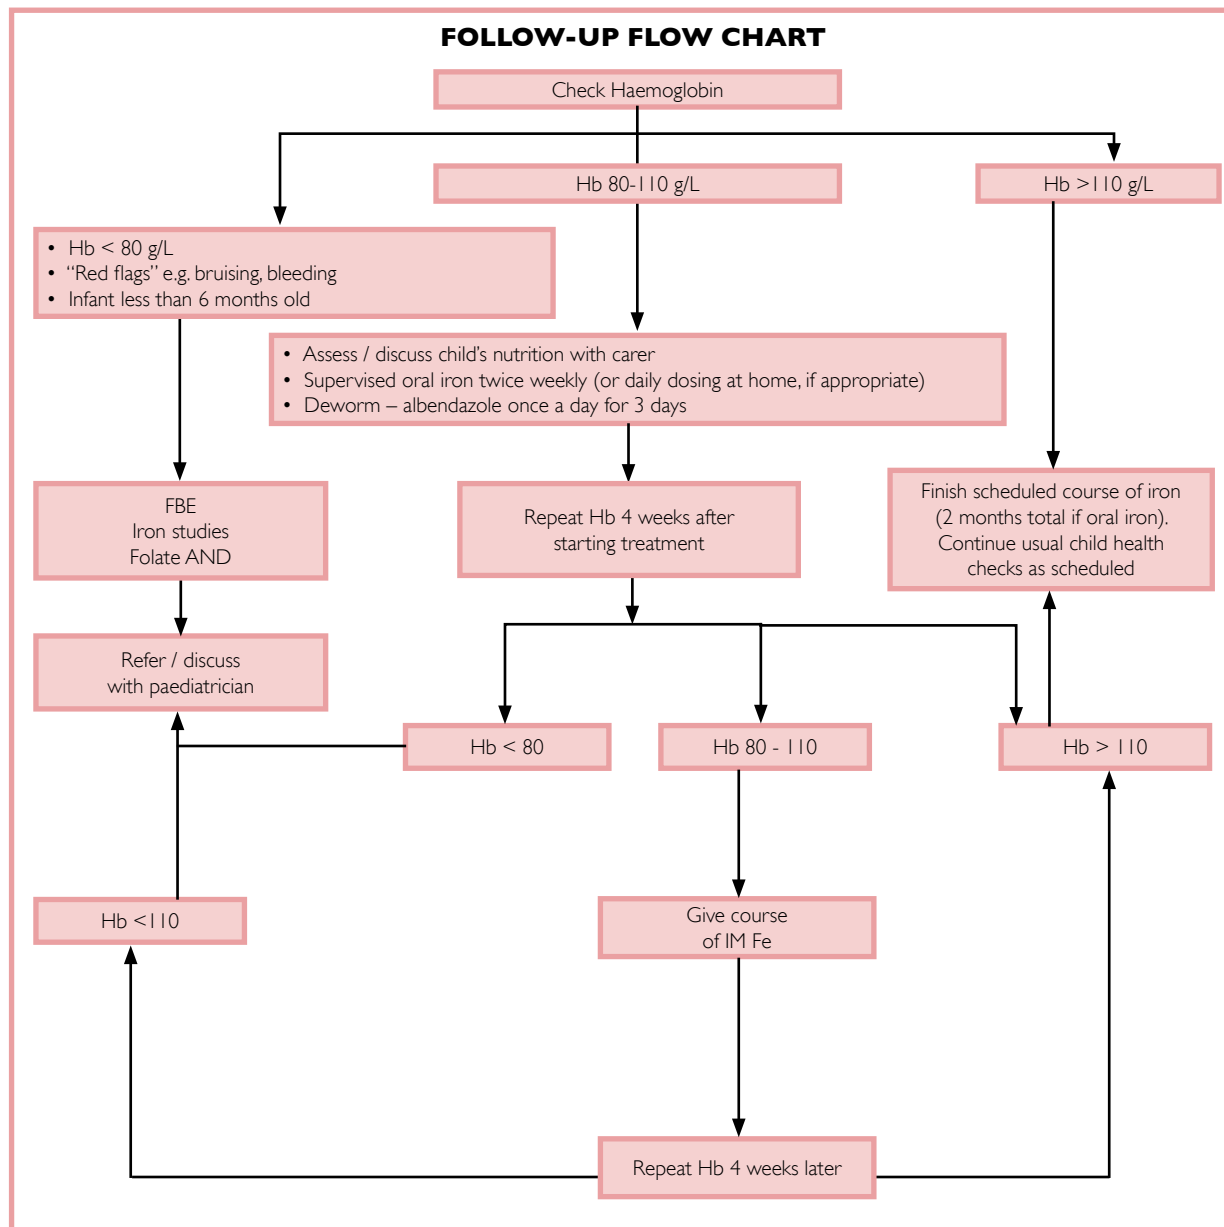 FOLLOW-UP FLOW CHART
Check Haemoglobin
Hb 80-110 g/L
Hb >110 g/L
• Hb < 80 g/L
• “Red flags” e.g. bruising, bleeding
• Infant less than 6 months old
• Assess / discuss child’s nutrition with carer
• Supervised oral iron twice weekly (or daily dosing at home, if appropriate)
• Deworm – albendazole once a day for 3 days
FBE
Iron studies
Folate AND
Repeat Hb 4 weeks after
starting treatment
Finish scheduled course of iron
(2 months total if oral iron).
Continue usual child health
checks as scheduled
Refer / discuss
with paediatrician
Hb < 80
Hb 80 - 110
Hb > 110
Hb <110
Give course
of IM Fe
Repeat Hb 4 weeks later